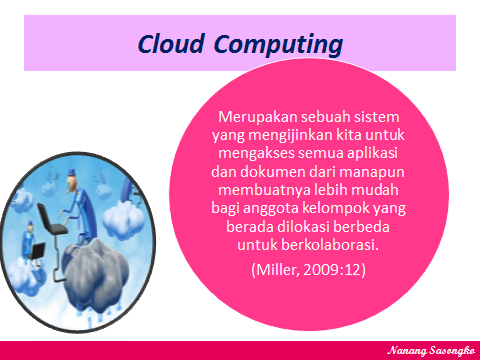 Cloud Computing
Merupakan sebuah sistem
yang mengijinkan kita untuk
mengakses semua aplikasi
dan dokumen dari manapun
membuatnya lebih mudah
bagi anggota kelompok yang
berada dilokasi berbeda
untuk berkolaborasi.
(Miller, 2009:12)
Nanang Sasongko